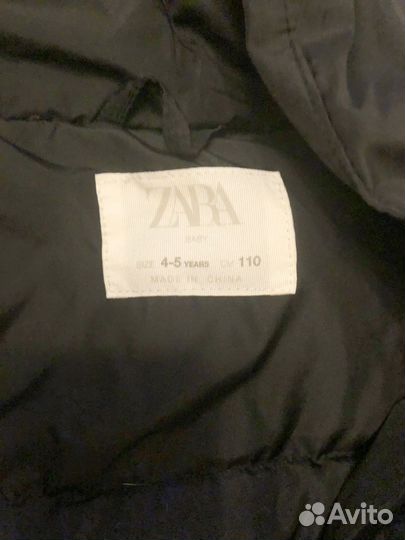 ZARA
BABY
SIZE 4-5 YEARS CM 110
MADE IN CHINA
Avito